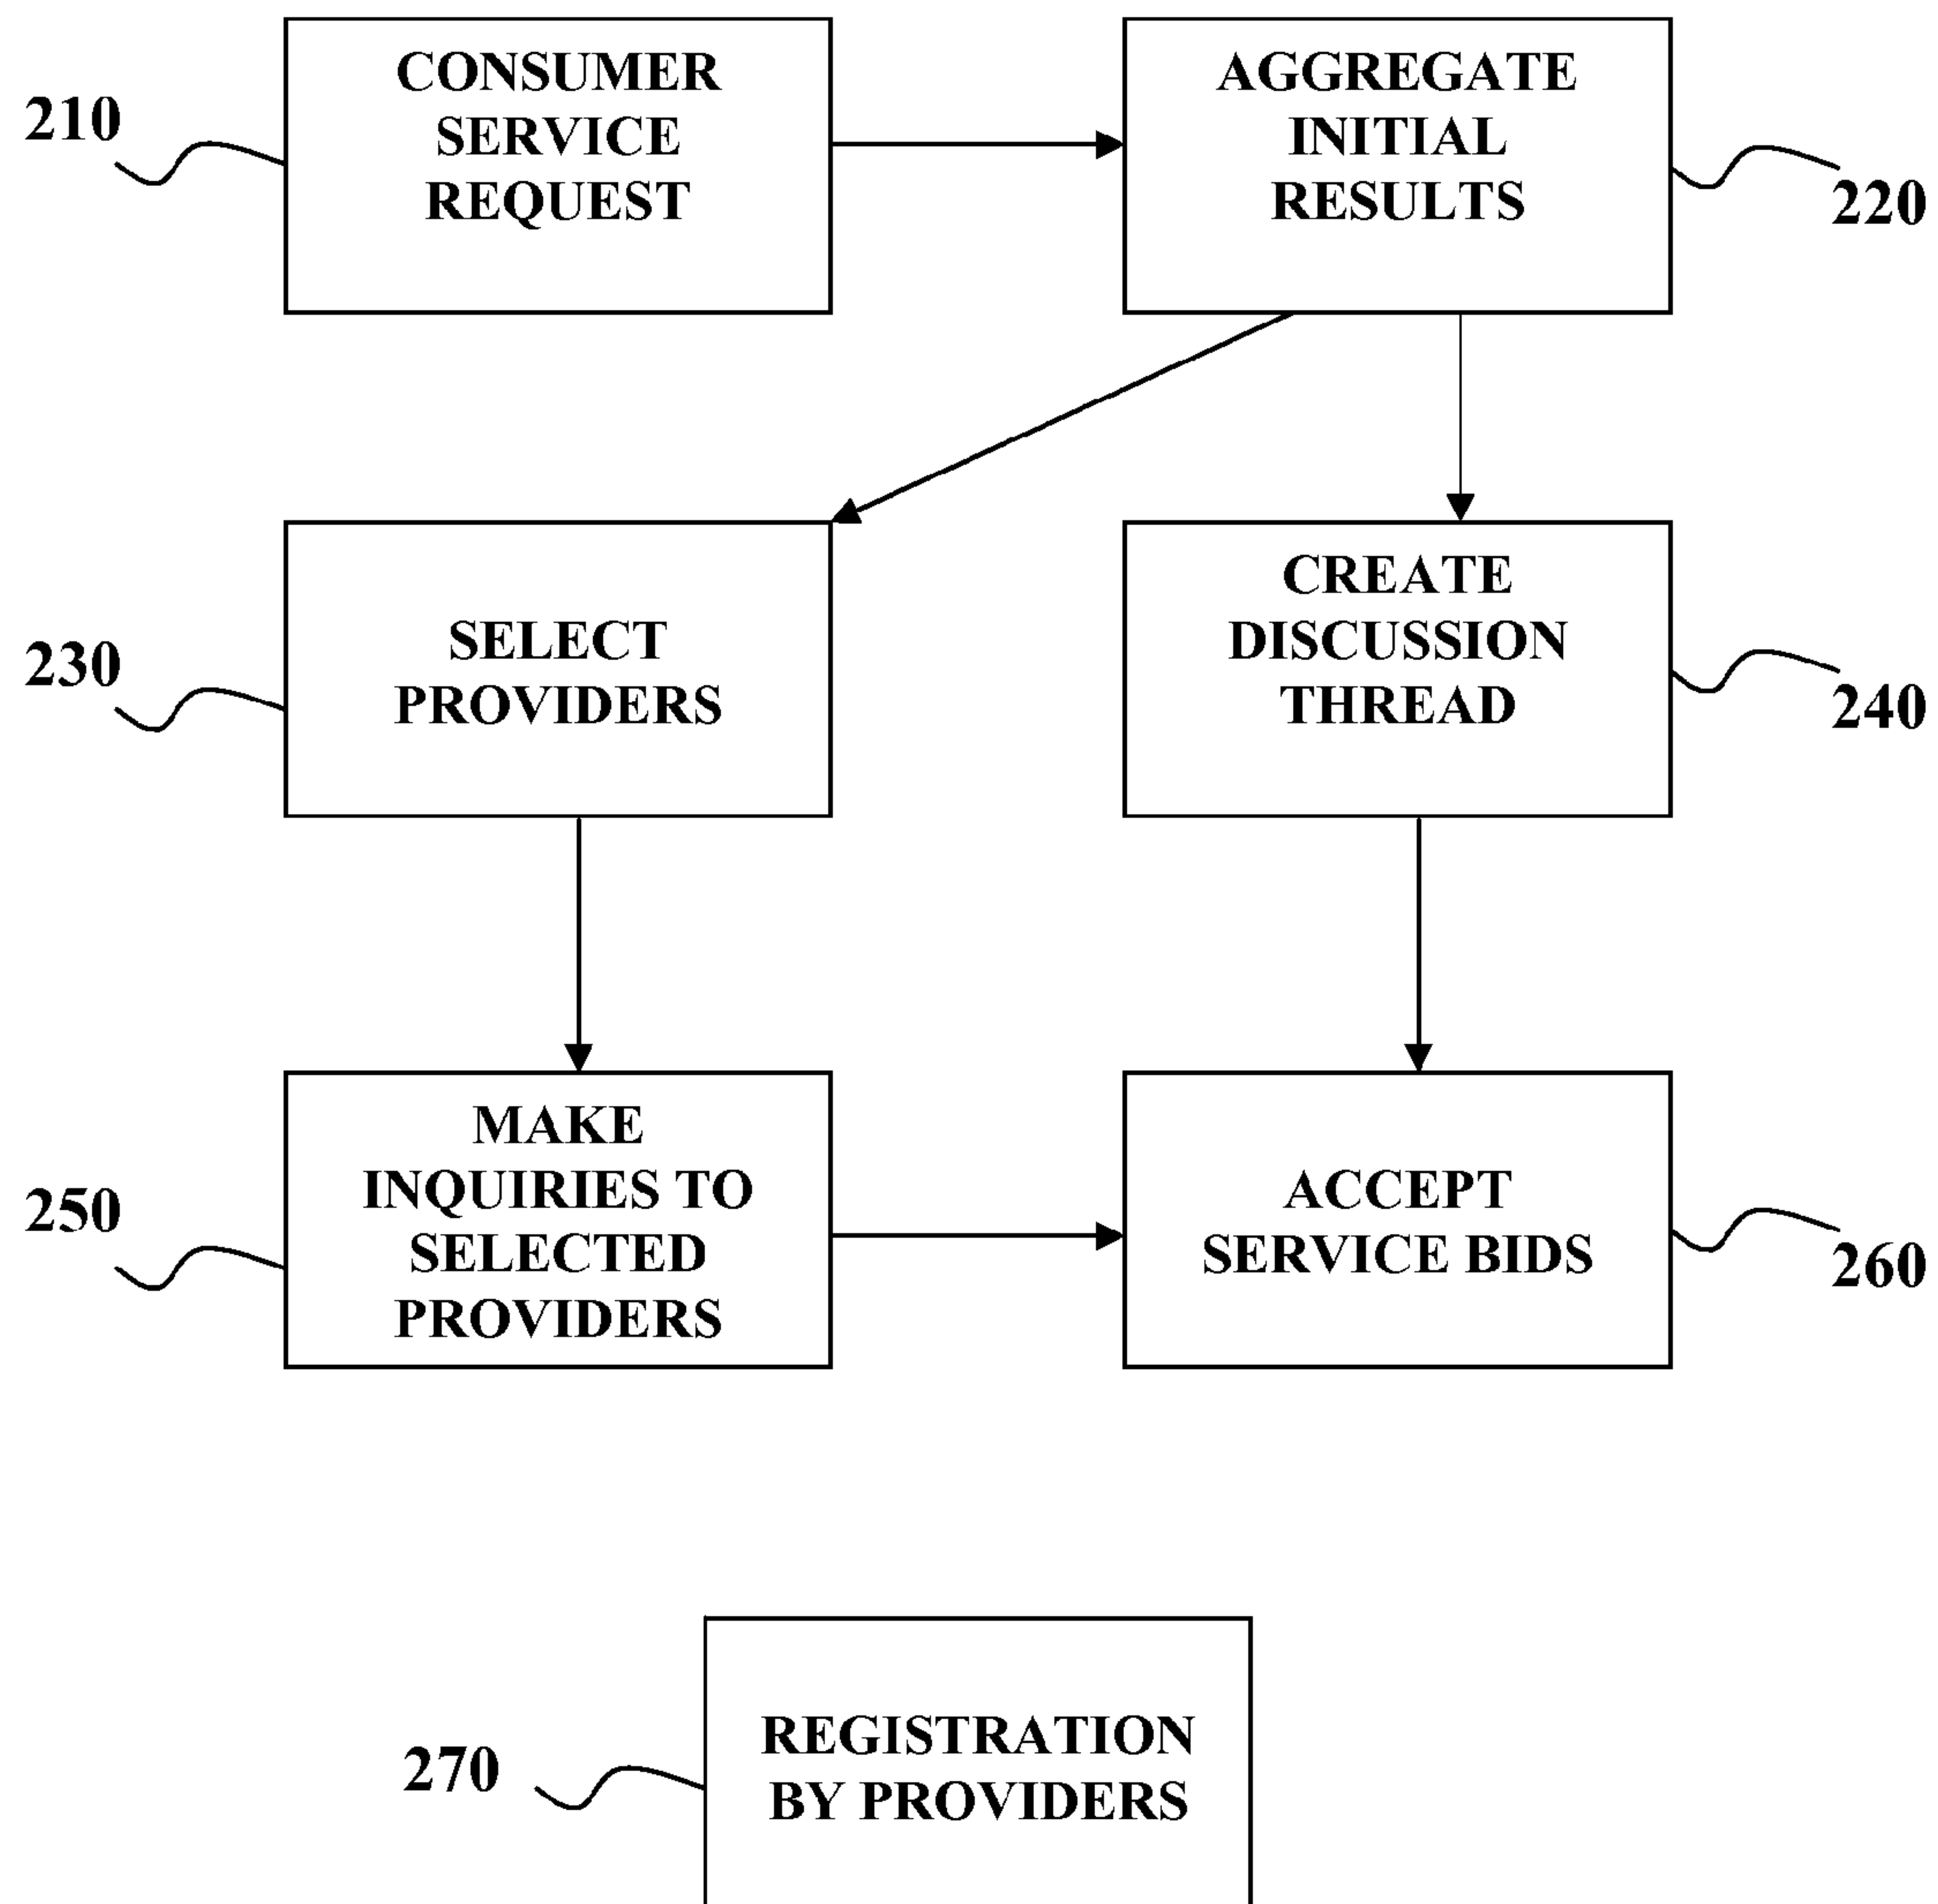 210
CONSUMER
SERVICE
REQUEST
AGGREGATE
INITIAL
RESULTS
220
230
SELECT
PROVIDERS
CREATE
DISCUSSION
THREAD
240
250
MAKE
INQUIRIES TO
SELECTED
PROVIDERS
ACCEPT
SERVICE BIDS
260
270
REGISTRATION
BY PROVIDERS